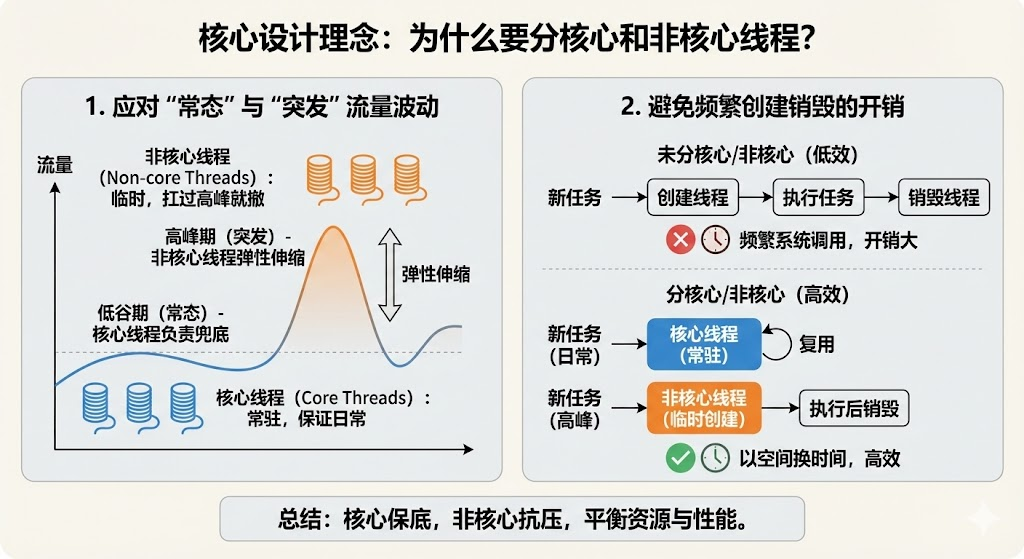 核心设计理念：为什么要分核心和非核心线程？
1. 应对“常态”与“突发”流量波动
流量
非核心线程
（Non-core Threads）：
临时，扛过高峰就撤
高峰期（突发）-
非核心线程弹性伸缩
弹性伸缩
低谷期（常态）-
核心线程负责兜底
核心线程（Core Threads）：
常驻，保证日常
2. 避免频繁创建销毁的开销
未分核心/非核心（低效）
新任务
创建线程
执行任务
销毁线程
频繁系统调用，开销大
分核心/非核心（高效）
新任务
（日常）
核心线程
（常驻）
复用
新任务
（高峰）
非核心线程
（临时创建）
执行后销毁
以空间换时间，高效
总结：核心保底，非核心抗压，平衡资源与性能。